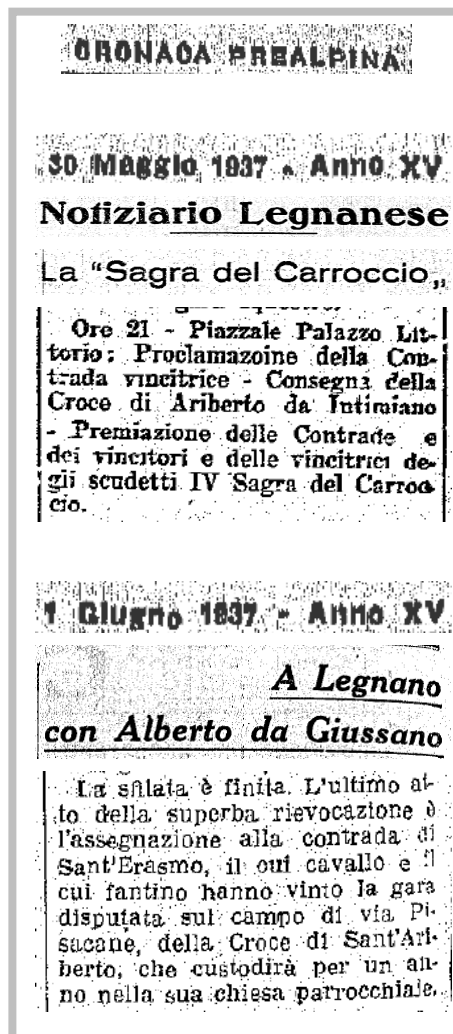 CRONACA PREALPINA
30 Maggio 1937 - Anno XV
Notiziario Legnanese
La "Sagra del Carroccio„
Ore 21 - Piazzale Palazzo Lit-
torio: Proclamazoine della Con-
trada vincitrice - Consegna della
Croce di Ariberto da Intimiano
- Premiazione delle Contrade e
dei vincitori e delle vincitrici de-
gli scudetti IV Sagra del Carroc-
cio.
1 Giugno 1937 - Anno XV
A Legnano
con Alberto da Giussano
La sfilata è finita. L'ultimo at-
to della superba rievocazione è
l'assegnazione alla contrada di
Sant'Erasmo, il cui cavallo e il
cui fantino hanno vinto la gara
disputata sul campo di via Pi-
sacane, della Croce di Sant'Ari-
berto, che custodirà per un an-
no nella sua chiesa parrocchiale.